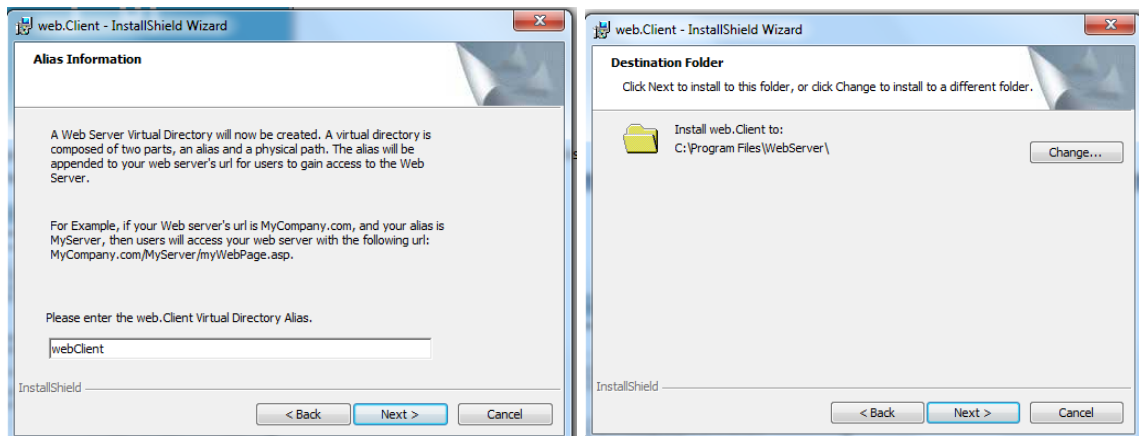 web.Client - InstallShield Wizard
Alias Information
A Web Server Virtual Directory will now be created. A virtual directory is
composed of two parts, an alias and a physical path. The alias will be
appended to your web server's url for users to gain access to the Web
Server.
For Example, if your Web server's url is MyCompany.com, and your alias is
MyServer, then users will access your web server with the following url:
MyCompany.com/MyServer/myWebPage.asp.
Please enter the web.Client Virtual Directory Alias.
webClient
InstallShield
< Back
Next >
Cancel
web.Client - InstallShield Wizard
Destination Folder
Click Next to install to this folder, or click Change to install to a different folder.
Install web.Client to:
C:\Program Files\WebServer\
Change...
InstallShield
< Back
Next >
Cancel